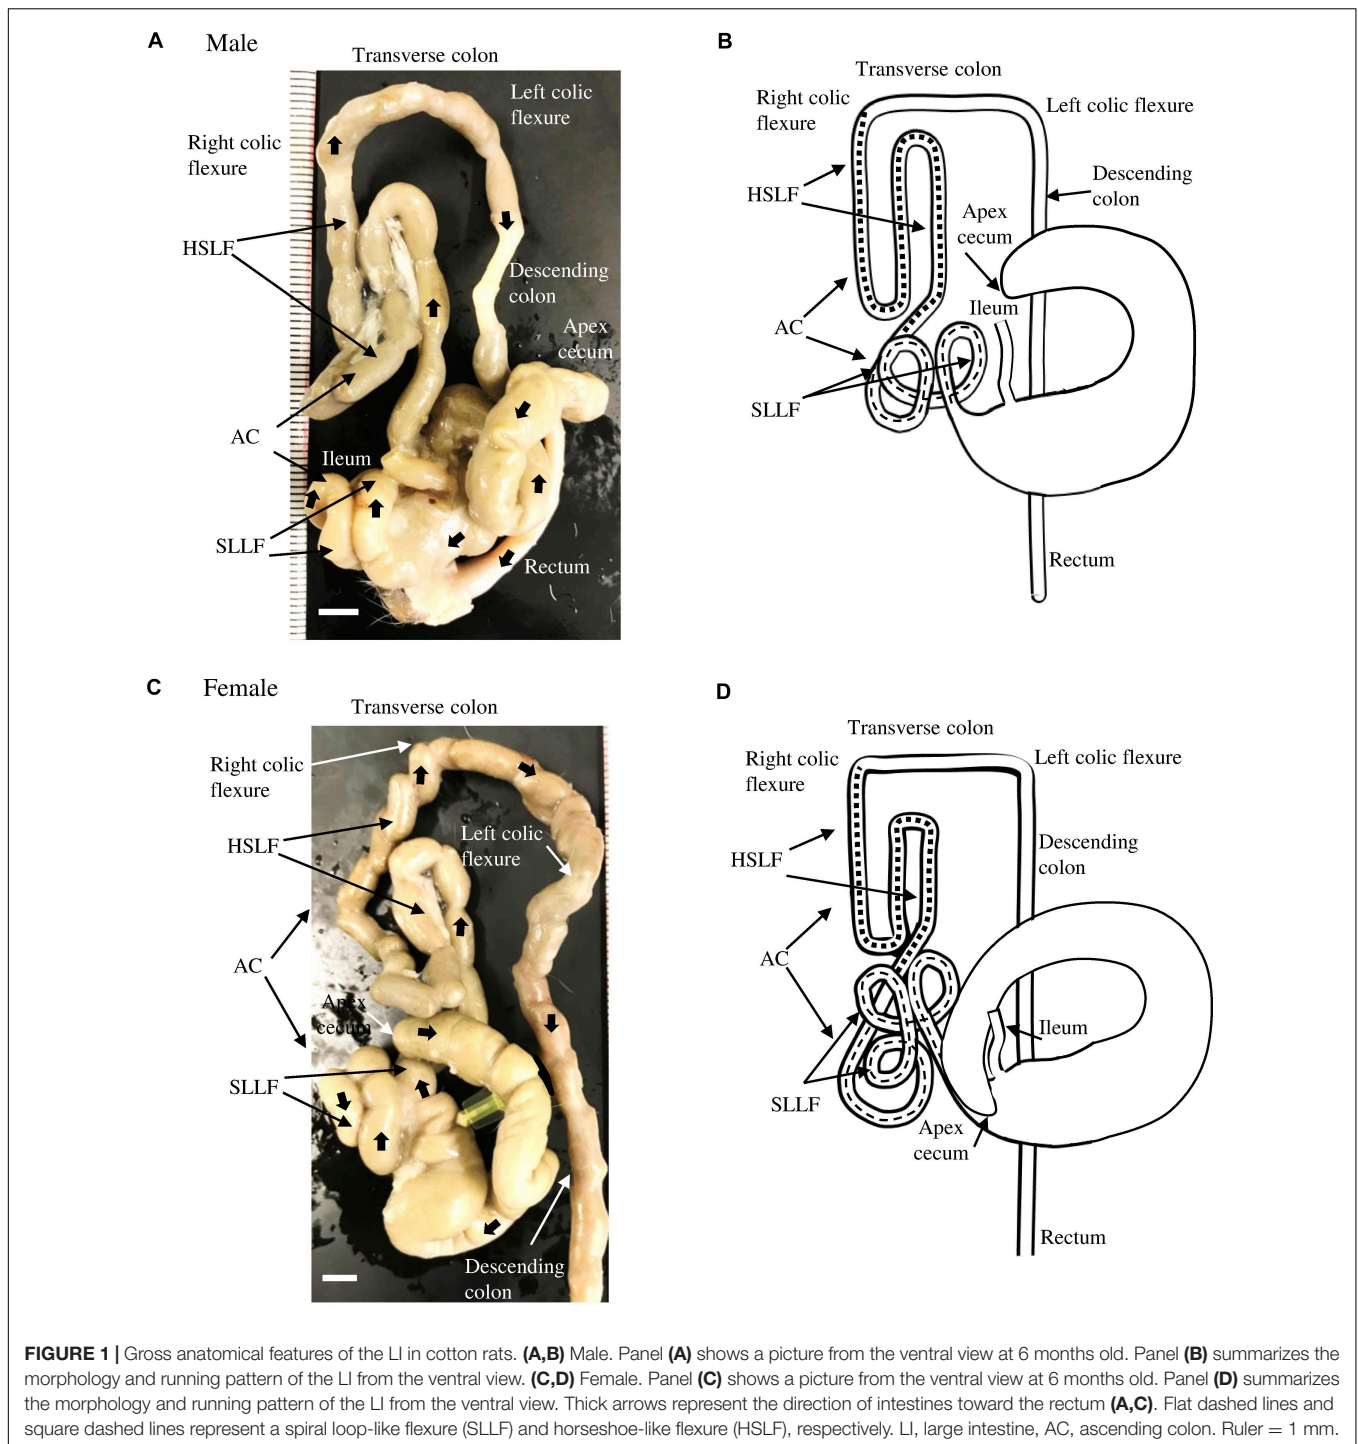 A Male
Transverse colon
Left colic
flexure
Right colic
flexure
HSLF
Descending
colon
Apex
cecum
AC
Ileum
SLLF
Rectum
B
Transverse colon
Right colic
flexure
Left colic flexure
HSLF
Descending
colon
Apex
cecum
Ileum
AC
SLLF
Rectum
C Female
Transverse colon
Right colic
flexure
HSLF
Left colic
flexure
AC
Apex
cecum
SLLF
Descending
colon
D
Transverse colon
Right colic
flexure
Left colic flexure
HSLF
Descending
colon
AC
Ileum
SLLF
Apex
cecum
Rectum
FIGURE 1 | Gross anatomical features of the LI in cotton rats. (A,B) Male. Panel (A) shows a picture from the ventral view at 6 months old. Panel (B) summarizes the
morphology and running pattern of the LI from the ventral view. (C,D) Female. Panel (C) shows a picture from the ventral view at 6 months old. Panel (D) summarizes
the morphology and running pattern of the LI from the ventral view. Thick arrows represent the direction of intestines toward the rectum (A,C). Flat dashed lines and
square dashed lines represent a spiral loop-like flexure (SLLF) and horseshoe-like flexure (HSLF), respectively. LI, large intestine, AC, ascending colon. Ruler = 1 mm.